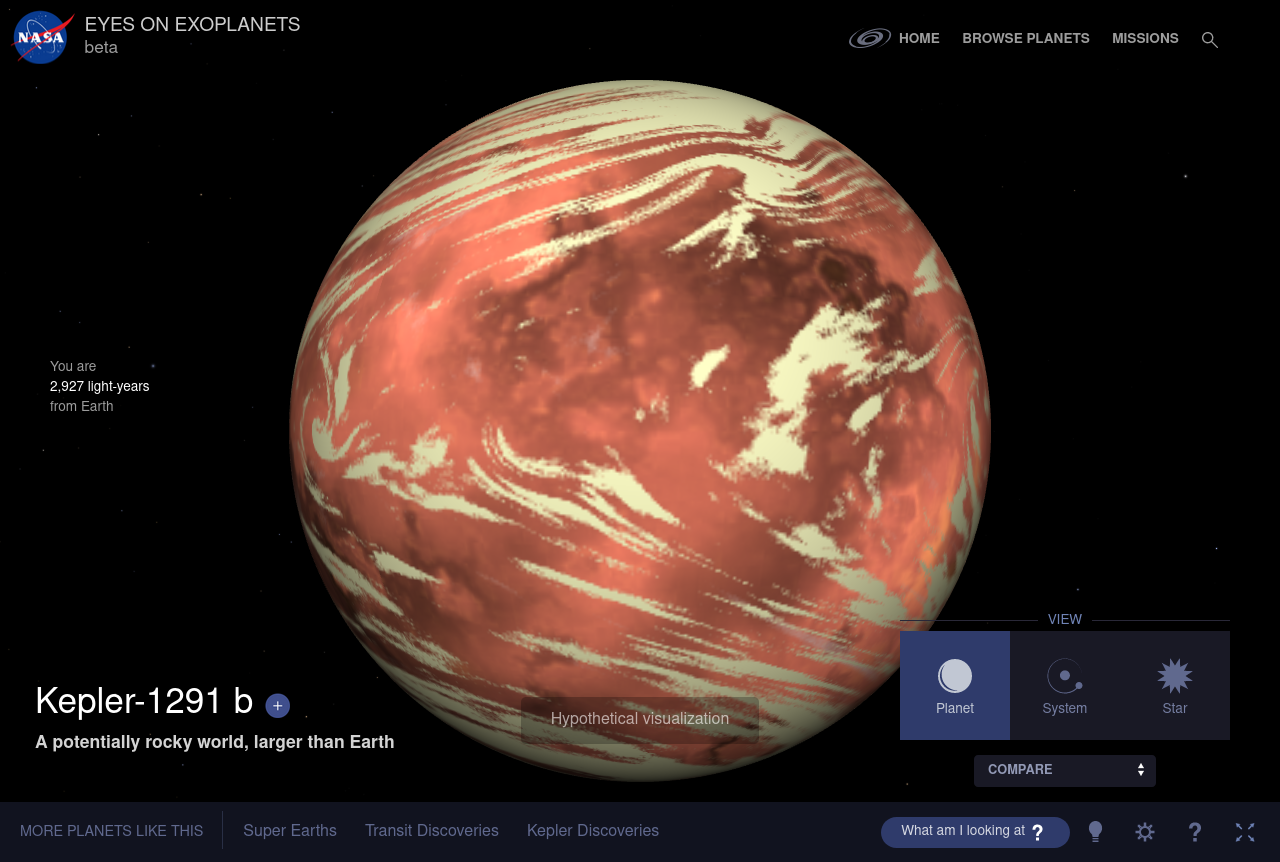 NASA
EYES ON EXOPLANETS
beta
HOME
BROWSE PLANETS
MISSIONS
You are
2,927 light-years
from Earth
VIEW
Planet
System
Star
Kepler-1291 b +
A potentially rocky world, larger than Earth
Hypothetical visualization
COMPARE
MORE PLANETS LIKE THIS
Super Earths
Transit Discoveries
Kepler Discoveries
What am I looking at ?
?